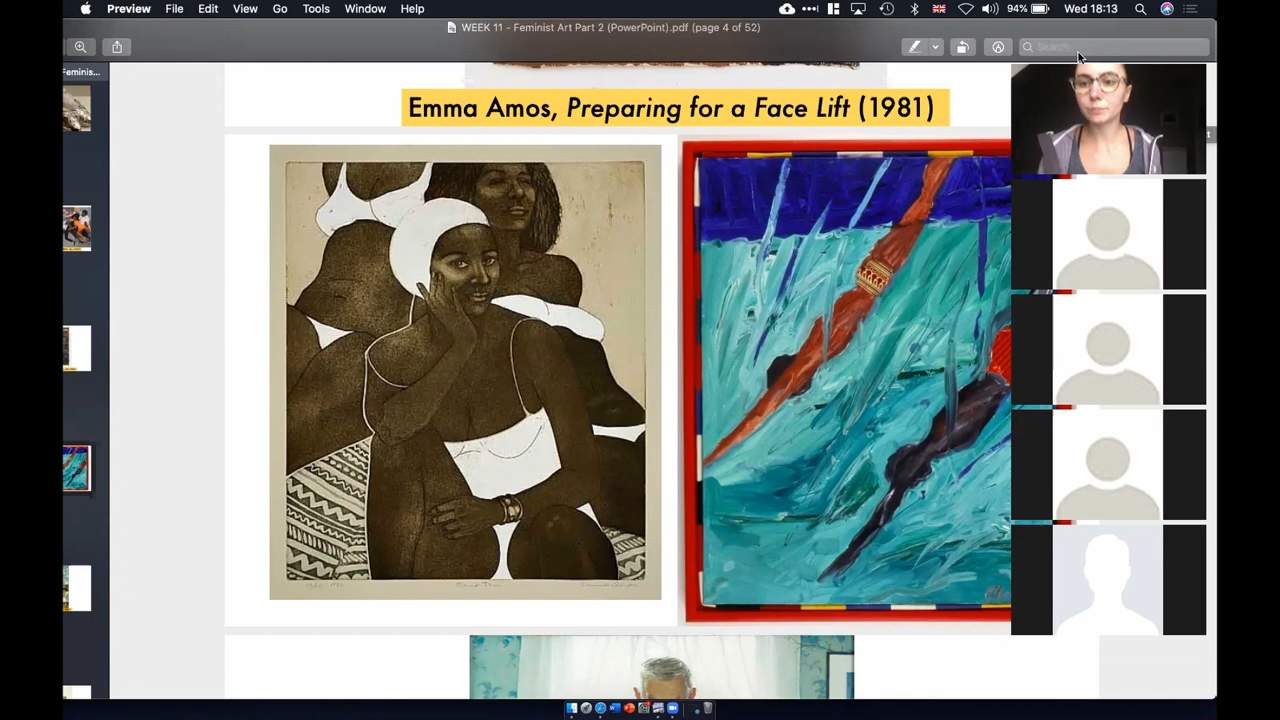 Preview File Edit View Go Tools Window Help 94% Wed 18:13
WEEK 11 - Feminist Art Part 2 (PowerPoint).pdf (page 4 of 52)
Search
Feminis...
Emma Amos, Preparing for a Face Lift (1981)
t